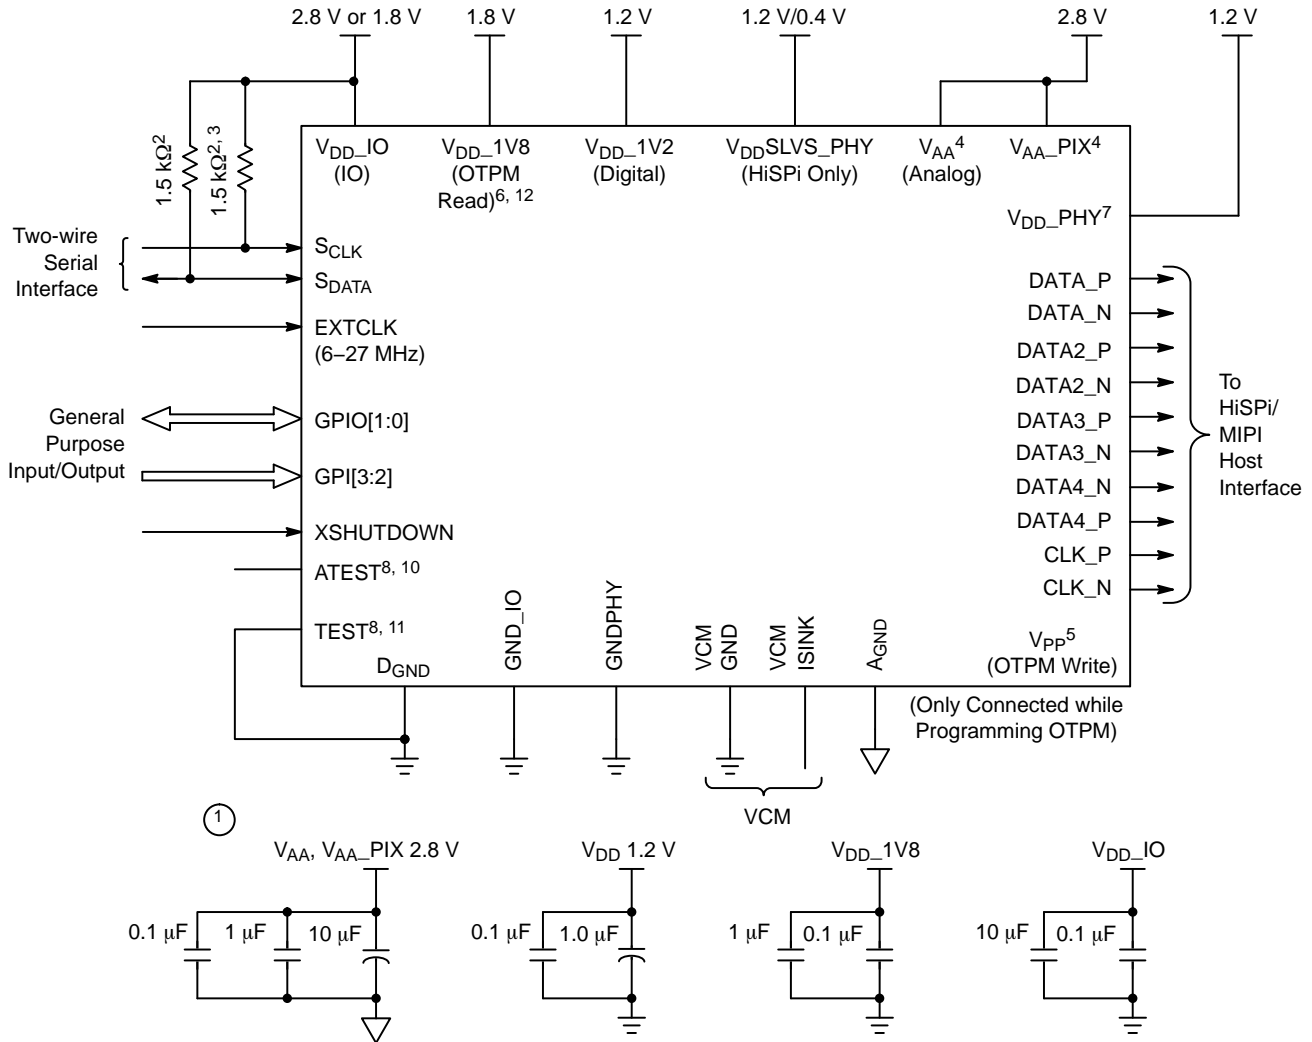 2.8 V or 1.8 V
1.8 V
1.2 V
1.2 V/0.4 V
2.8 V
1.2 V
1.5 kΩ2
1.5 kΩ2, 3
VDD_IO
(IO)
VDD_1V8
(OTPM
Read)6, 12
VDD_1V2
(Digital)
VDDSLVS_PHY
(HiSPi Only)
VAA4
(Analog)
VAA_PIX4
VDD_PHY7
Two-wire
Serial
Interface
SCLK
SDATA
EXTCLK
(6–27 MHz)
General
Purpose
Input/Output
GPIO[1:0]
GPI[3:2]
XSHUTDOWN
ATEST8, 10
TEST8, 11
DATA_P
DATA_N
DATA2_P
DATA2_N
DATA3_P
DATA3_N
DATA4_N
DATA4_P
CLK_P
CLK_N
To
HiSPi/
MIPI
Host
Interface
DGND
GND_IO
GNDPHY
VCM
GND
VCM
ISINK
AGND
VPP5
(OTPM Write)
(Only Connected while
Programming OTPM)
VCM
1
VAA, VAA_PIX 2.8 V
0.1 μF
1 μF
10 μF
VDD 1.2 V
0.1 μF
1.0 μF
VDD_1V8
1 μF
0.1 μF
VDD_IO
10 μF
0.1 μF